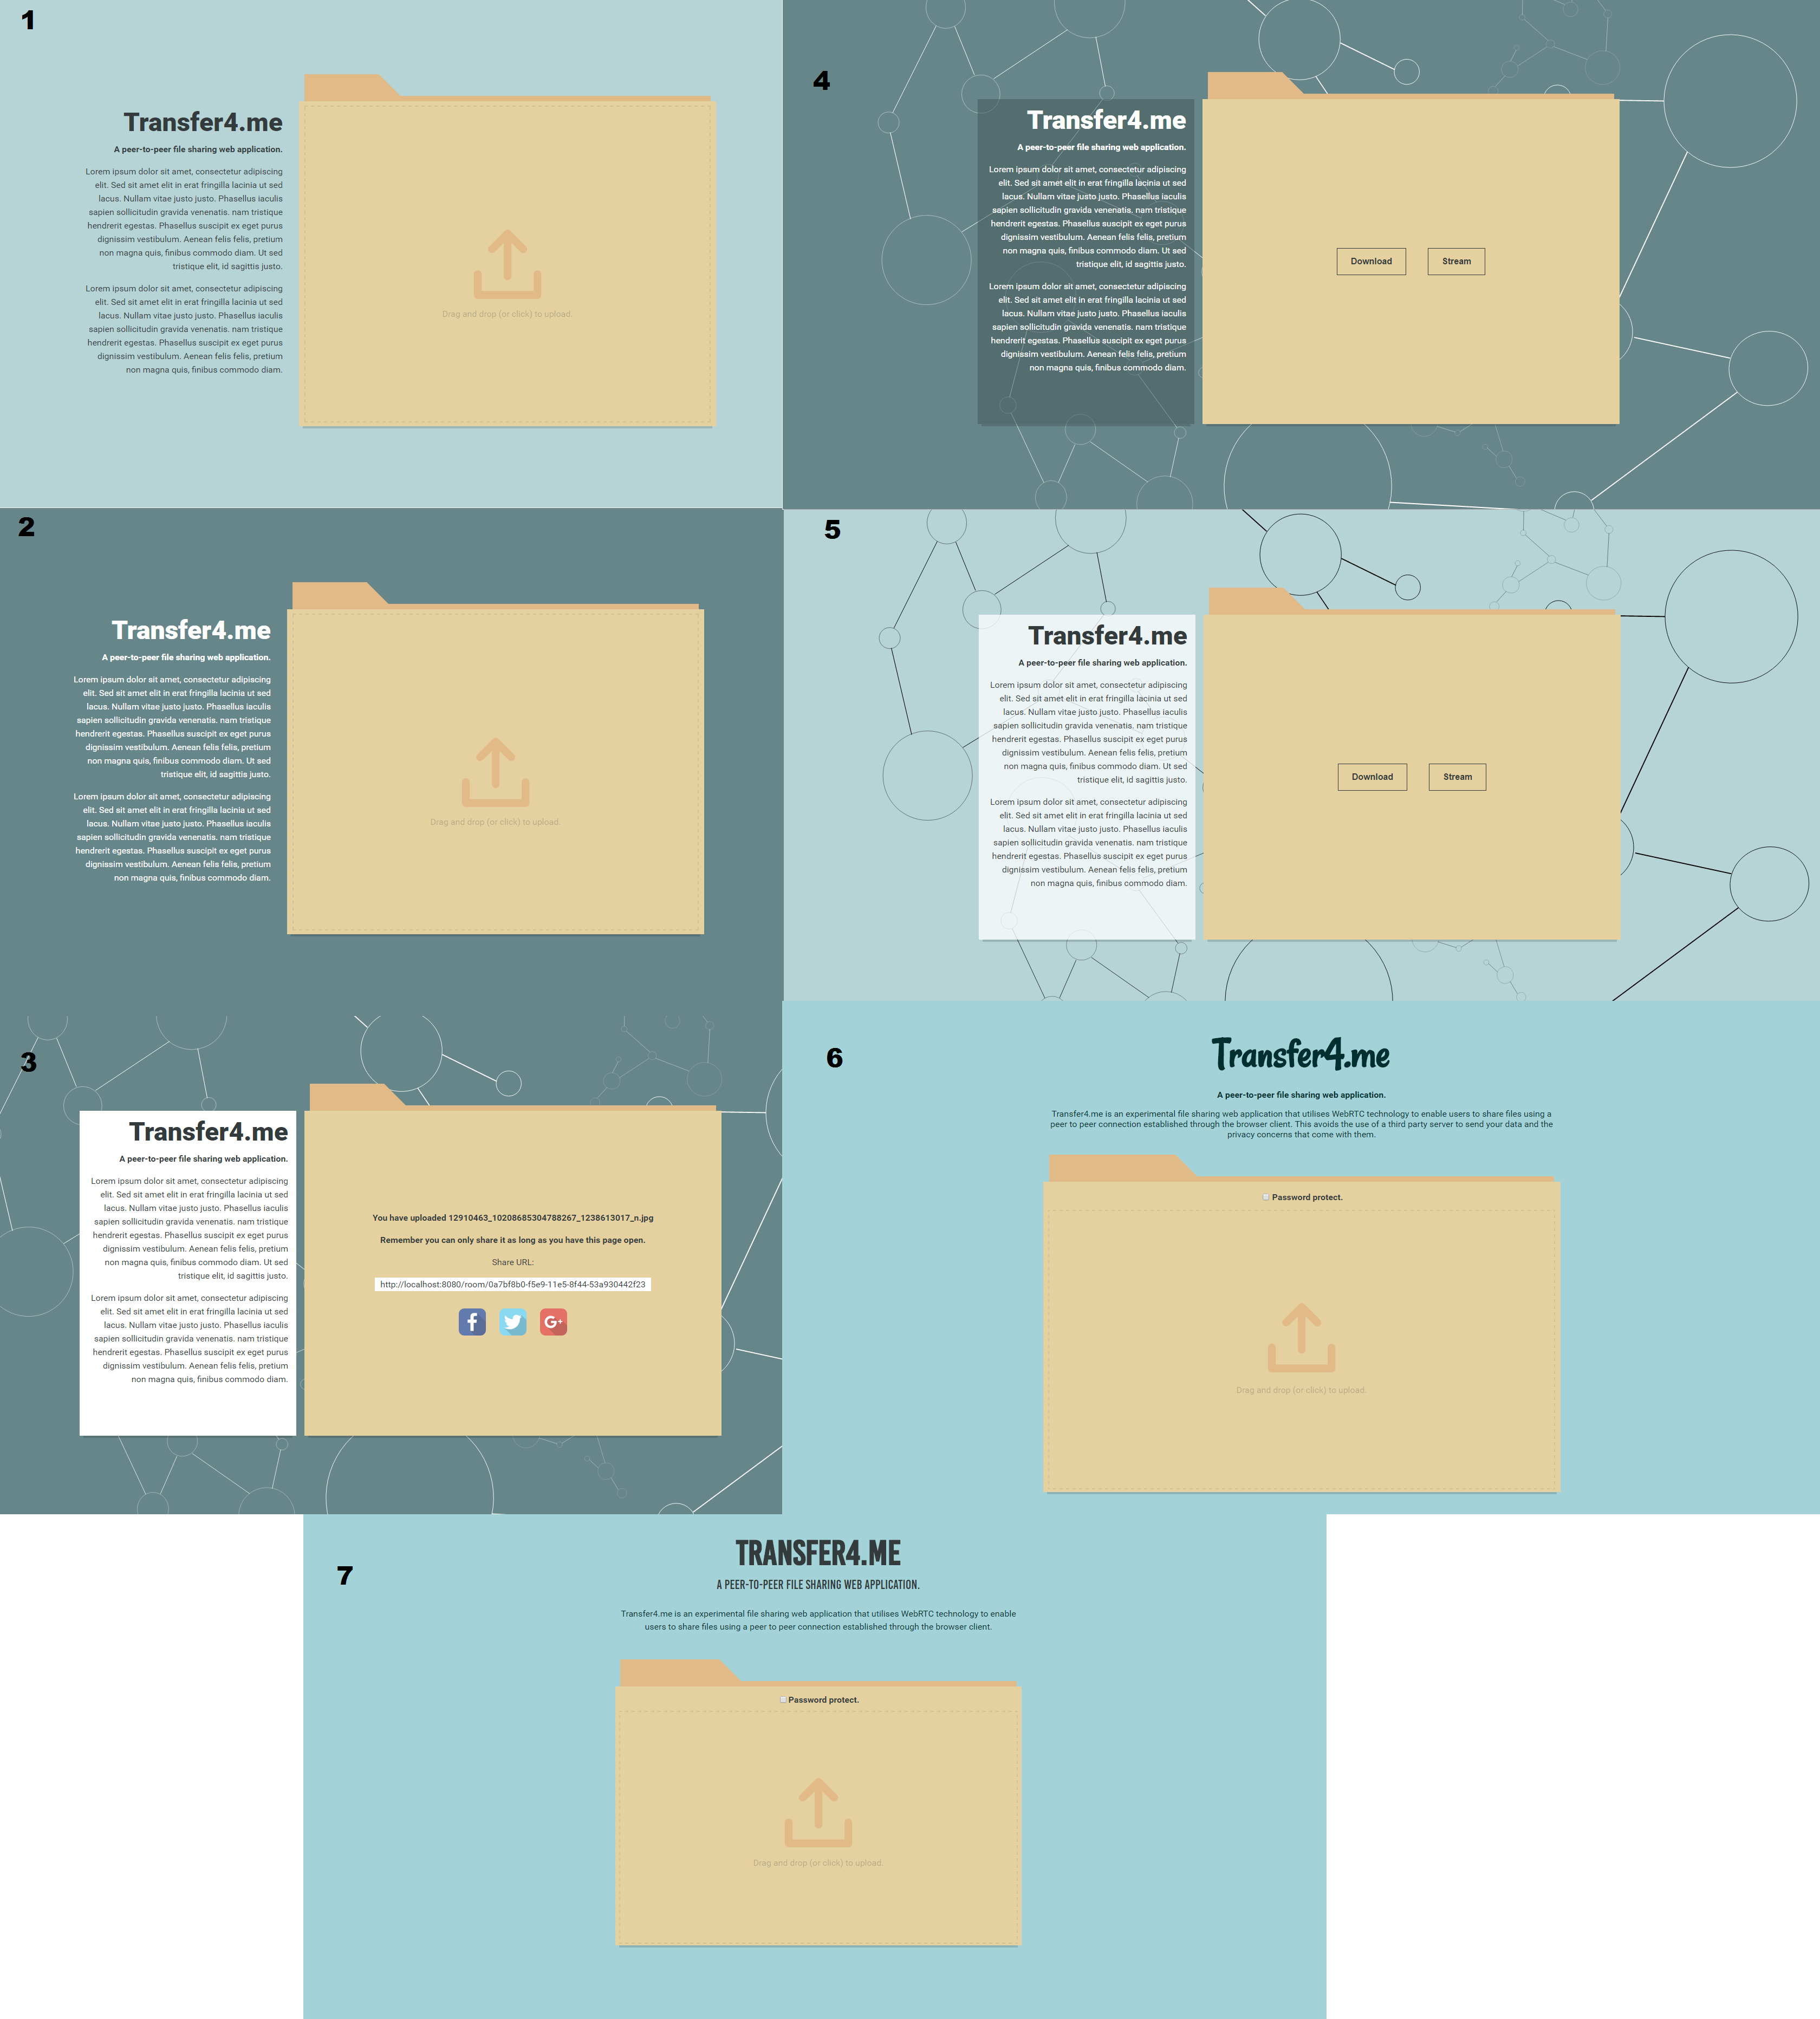 1
Transfer4.me
A peer-to-peer file sharing web application.
Lorem ipsum dolor sit amet, consectetur adipiscing
elit. Sed sit amet elit in erat fringilla lacinia ut sed
lacus. Nullam vitae justo justo. Phasellus iaculis
sapien sollicitudin gravida venenatis. nam tristique
hendrerit egestas. Phasellus suscipit ex eget purus
dignissim vestibulum. Aenean felis felis, pretium
non magna quis, finibus commodo diam. Ut sed
tristique elit, id sagittis justo.
Lorem ipsum dolor sit amet, consectetur adipiscing
elit. Sed sit amet elit in erat fringilla lacinia ut sed
lacus. Nullam vitae justo justo. Phasellus iaculis
sapien sollicitudin gravida venenatis. nam tristique
hendrerit egestas. Phasellus suscipit ex eget purus
dignissim vestibulum. Aenean felis felis, pretium
non magna quis, finibus commodo diam.
Drag and drop (or click) to upload.
2
Transfer4.me
A peer-to-peer file sharing web application.
Lorem ipsum dolor sit amet, consectetur adipiscing
elit. Sed sit amet elit in erat fringilla lacinia ut sed
lacus. Nullam vitae justo justo. Phasellus iaculis
sapien sollicitudin gravida venenatis. nam tristique
hendrerit egestas. Phasellus suscipit ex eget purus
dignissim vestibulum. Aenean felis felis, pretium
non magna quis, finibus commodo diam. Ut sed
tristique elit, id sagittis justo.
Lorem ipsum dolor sit amet, consectetur adipiscing
elit. Sed sit amet elit in erat fringilla lacinia ut sed
lacus. Nullam vitae justo justo. Phasellus iaculis
sapien sollicitudin gravida venenatis. nam tristique
hendrerit egestas. Phasellus suscipit ex eget purus
dignissim vestibulum. Aenean felis felis, pretium
non magna quis, finibus commodo diam.
Drag and drop (or click) to upload.
3
Transfer4.me
A peer-to-peer file sharing web application.
Lorem ipsum dolor sit amet, consectetur adipiscing
elit. Sed sit amet elit in erat fringilla lacinia ut sed
lacus. Nullam vitae justo justo. Phasellus iaculis
sapien sollicitudin gravida venenatis. nam tristique
hendrerit egestas. Phasellus suscipit ex eget purus
dignissim vestibulum. Aenean felis felis, pretium
non magna quis, finibus commodo diam. Ut sed
tristique elit, id sagittis justo.
Lorem ipsum dolor sit amet, consectetur adipiscing
elit. Sed sit amet elit in erat fringilla lacinia ut sed
lacus. Nullam vitae justo justo. Phasellus iaculis
sapien sollicitudin gravida venenatis. nam tristique
hendrerit egestas. Phasellus suscipit ex eget purus
dignissim vestibulum. Aenean felis felis, pretium
non magna quis, finibus commodo diam.
You have uploaded 12910463_10208685304788267_1238613017_n.jpg
Remember you can only share it as long as you have this page open.
Share URL:
http://localhost:8080/room/0a7bf8b0-f5e9-11e5-8f44-53a930442f23
f
G+
4
Transfer4.me
A peer-to-peer file sharing web application.
Lorem ipsum dolor sit amet, consectetur adipiscing
elit. Sed sit amet elit in erat fringilla lacinia ut sed
lacus. Nullam vitae justo justo. Phasellus iaculis
sapien sollicitudin gravida venenatis. nam tristique
hendrerit egestas. Phasellus suscipit ex eget purus
dignissim vestibulum. Aenean felis felis, pretium
non magna quis, finibus commodo diam. Ut sed
tristique elit, id sagittis justo.
Lorem ipsum dolor sit amet, consectetur adipiscing
elit. Sed sit amet elit in erat fringilla lacinia ut sed
lacus. Nullam vitae justo justo. Phasellus iaculis
sapien sollicitudin gravida venenatis. nam tristique
hendrerit egestas. Phasellus suscipit ex eget purus
dignissim vestibulum. Aenean felis felis, pretium
non magna quis, finibus commodo diam.
Download Stream
5
Transfer4.me
A peer-to-peer file sharing web application.
Lorem ipsum dolor sit amet, consectetur adipiscing
elit. Sed sit amet elit in erat fringilla lacinia ut sed
lacus. Nullam vitae justo justo. Phasellus iaculis
sapien sollicitudin gravida venenatis. nam tristique
hendrerit egestas. Phasellus suscipit ex eget purus
dignissim vestibulum. Aenean felis felis, pretium
non magna quis, finibus commodo diam. Ut sed
tristique elit, id sagittis justo.
Lorem ipsum dolor sit amet, consectetur adipiscing
elit. Sed sit amet elit in erat fringilla lacinia ut sed
lacus. Nullam vitae justo justo. Phasellus iaculis
sapien sollicitudin gravida venenatis. nam tristique
hendrerit egestas. Phasellus suscipit ex eget purus
dignissim vestibulum. Aenean felis felis, pretium
non magna quis, finibus commodo diam.
Download Stream
6
Transfer4.me
A peer-to-peer file sharing web application.
Transfer4.me is an experimental file sharing web application that utilises WebRTC technology to enable users to share files using a
peer to peer connection established through the browser client. This avoids the use of a third party server to send your data and the
privacy concerns that come with them.
Password protect.
Drag and drop (or click) to upload.
7
TRANSFER4.ME
A PEER-TO-PEER FILE SHARING WEB APPLICATION.
Transfer4.me is an experimental file sharing web application that utilises WebRTC technology to enable
users to share files using a peer to peer connection established through the browser client.
Password protect.
Drag and drop (or click) to upload.